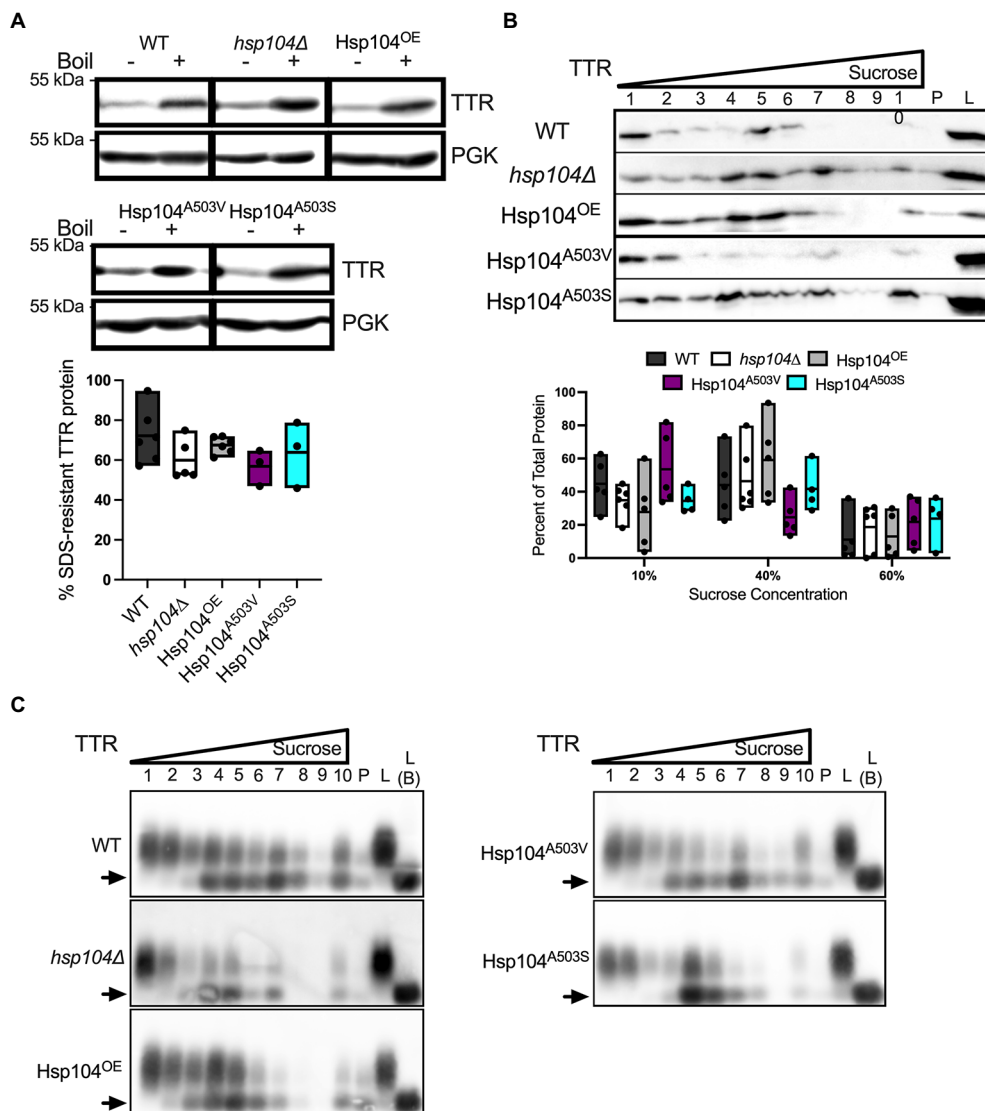 A
WT hsp104Δ Hsp104OE
Boil - + - + - +
55 kDa
TTR
55 kDa
PGK
Hsp104A503V Hsp104A503S
Boil - + - +
55 kDa
TTR
55 kDa
PGK
% SDS-resistant TTR protein
100
80
60
40
20
0
WT
hsp104Δ
Hsp104OE
Hsp104A503V
Hsp104A503S
B
TTR
Sucrose
1 2 3 4 5 6 7 8 9 10 P L
WT
hsp104Δ
Hsp104OE
Hsp104A503V
Hsp104A503S
WT hsp104Δ Hsp104OE
Hsp104A503V Hsp104A503S
Percent of Total Protein
100
80
60
40
20
0
10% 40% 60%
Sucrose Concentration
C
TTR
Sucrose
1 2 3 4 5 6 7 8 9 10 P L L (B)
WT
hsp104Δ
Hsp104OE
TTR
Sucrose
1 2 3 4 5 6 7 8 9 10 P L L (B)
Hsp104A503V
Hsp104A503S